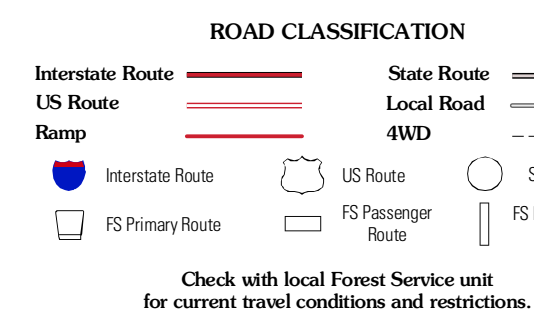 ROAD CLASSIFICATION
Interstate Route
State Route
US Route
Local Road
Ramp
4WD
Interstate Route
US Route
S
FS Primary Route
FS Passenger
Route
FS
Check with local Forest Service unit
for current travel conditions and restrictions.